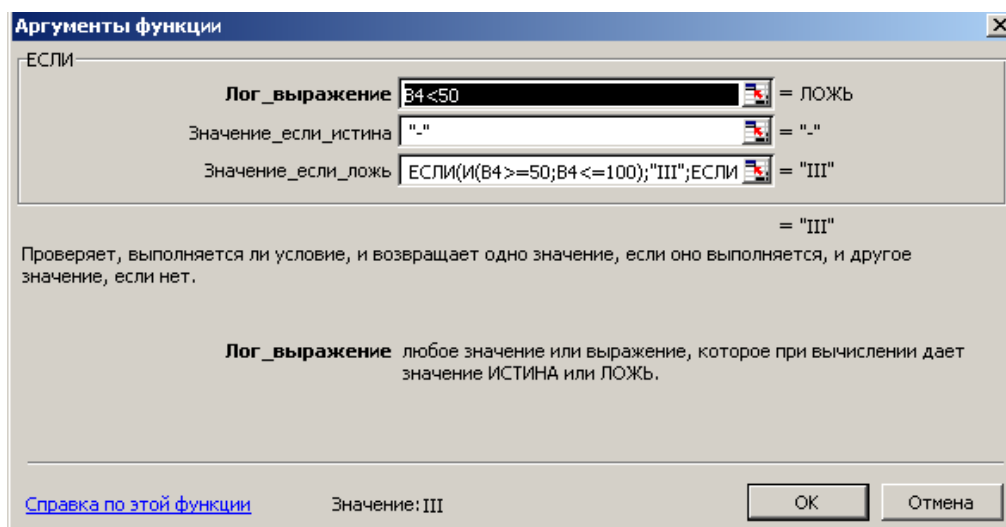 Аргументы функции
ЕСЛИ
Лог_выражение B4<50 = ЛОЖЬ
Значение_если_истина "-" = "-"
Значение_если_ложь ЕСЛИ(И(B4>=50;B4<=100);"III";ЕСЛИ = "III"
= "III"
Проверяет, выполняется ли условие, и возвращает одно значение, если оно выполняется, и другое
значение, если нет.
Лог_выражение любое значение или выражение, которое при вычислении дает
значение ИСТИНА или ЛОЖЬ.
Справка по этой функции Значение: III OK Отмена